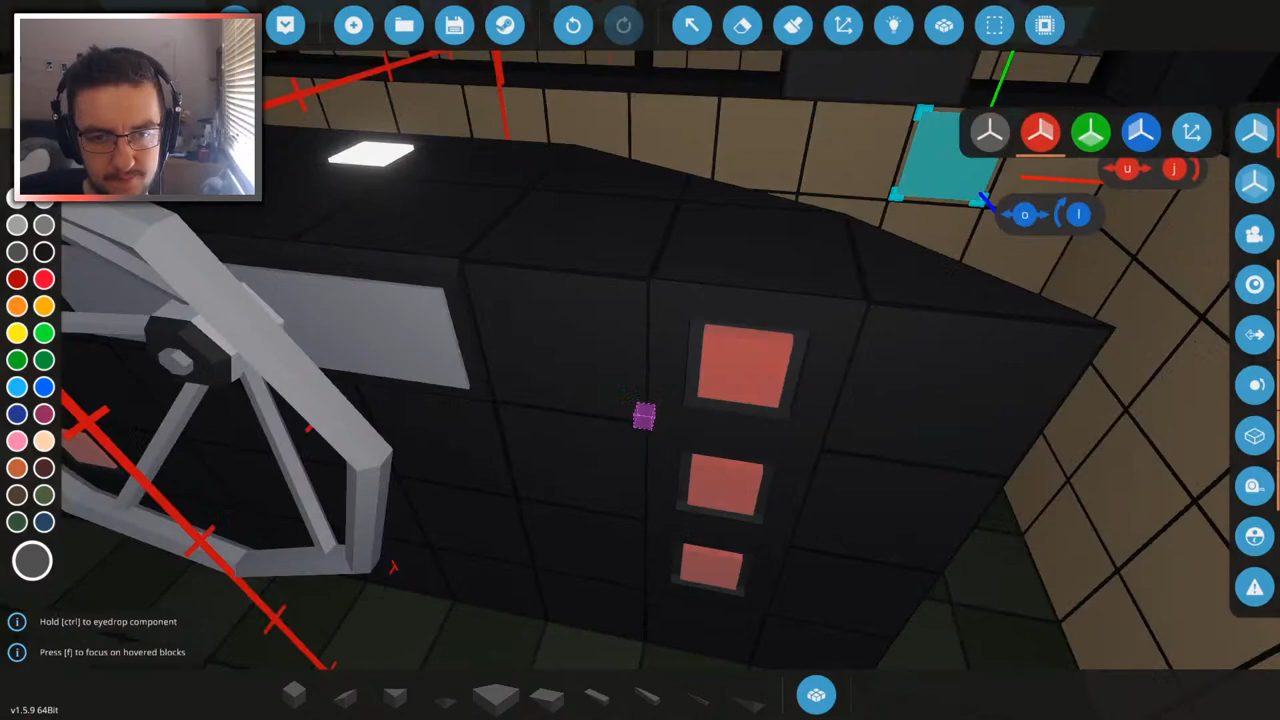 u j
o l
Hold [ctrl] to eyedrop component
Press [f] to focus on hovered blocks
v1.5.9 64Bit